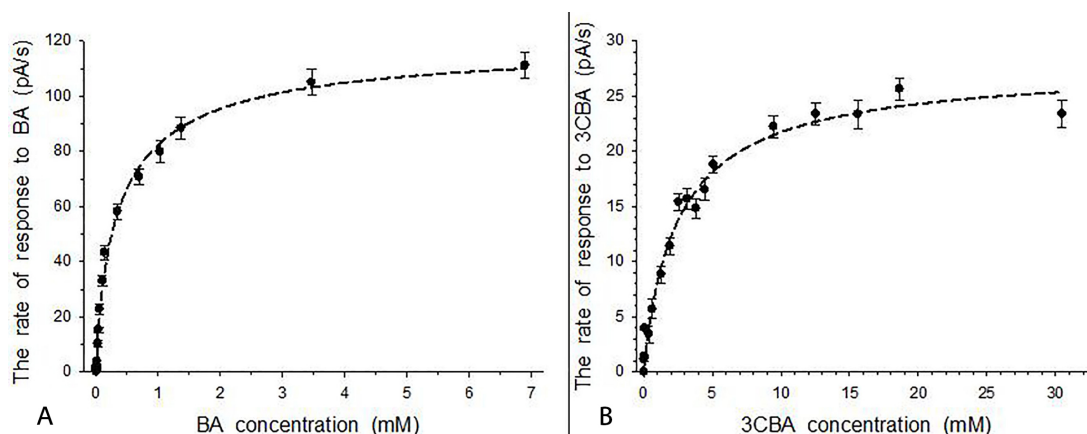 The rate of response to BA (pA/s)
120
100
80
60
40
20
0
0 1 2 3 4 5 6 7
BA concentration (mM)
A
The rate of response to 3CBA (pA/s)
30
25
20
15
10
5
0
0 5 10 15 20 25 30
3CBA concentration (mM)
B